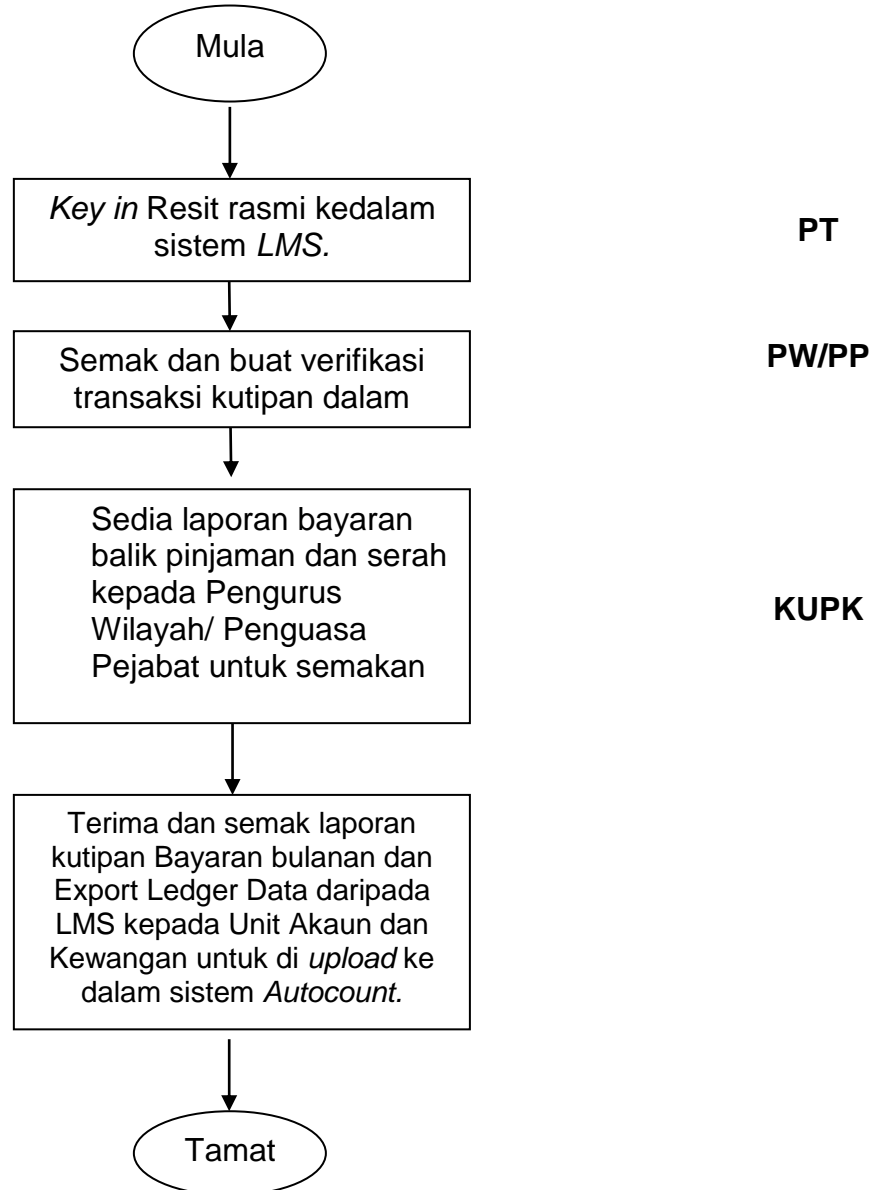 Mula
Key in Resit rasmi kedalam
sistem LMS.
PT
Semak dan buat verifikasi
transaksi kutipan dalam
PW/PP
Sedia laporan bayaran
balik pinjaman dan serah
kepada Pengurus
Wilayah/ Penguasa
Pejabat untuk semakan
KUPK
Terima dan semak laporan
kutipan Bayaran bulanan dan
Export Ledger Data daripada
LMS kepada Unit Akaun dan
Kewangan untuk di upload ke
dalam sistem Autocount.
Tamat